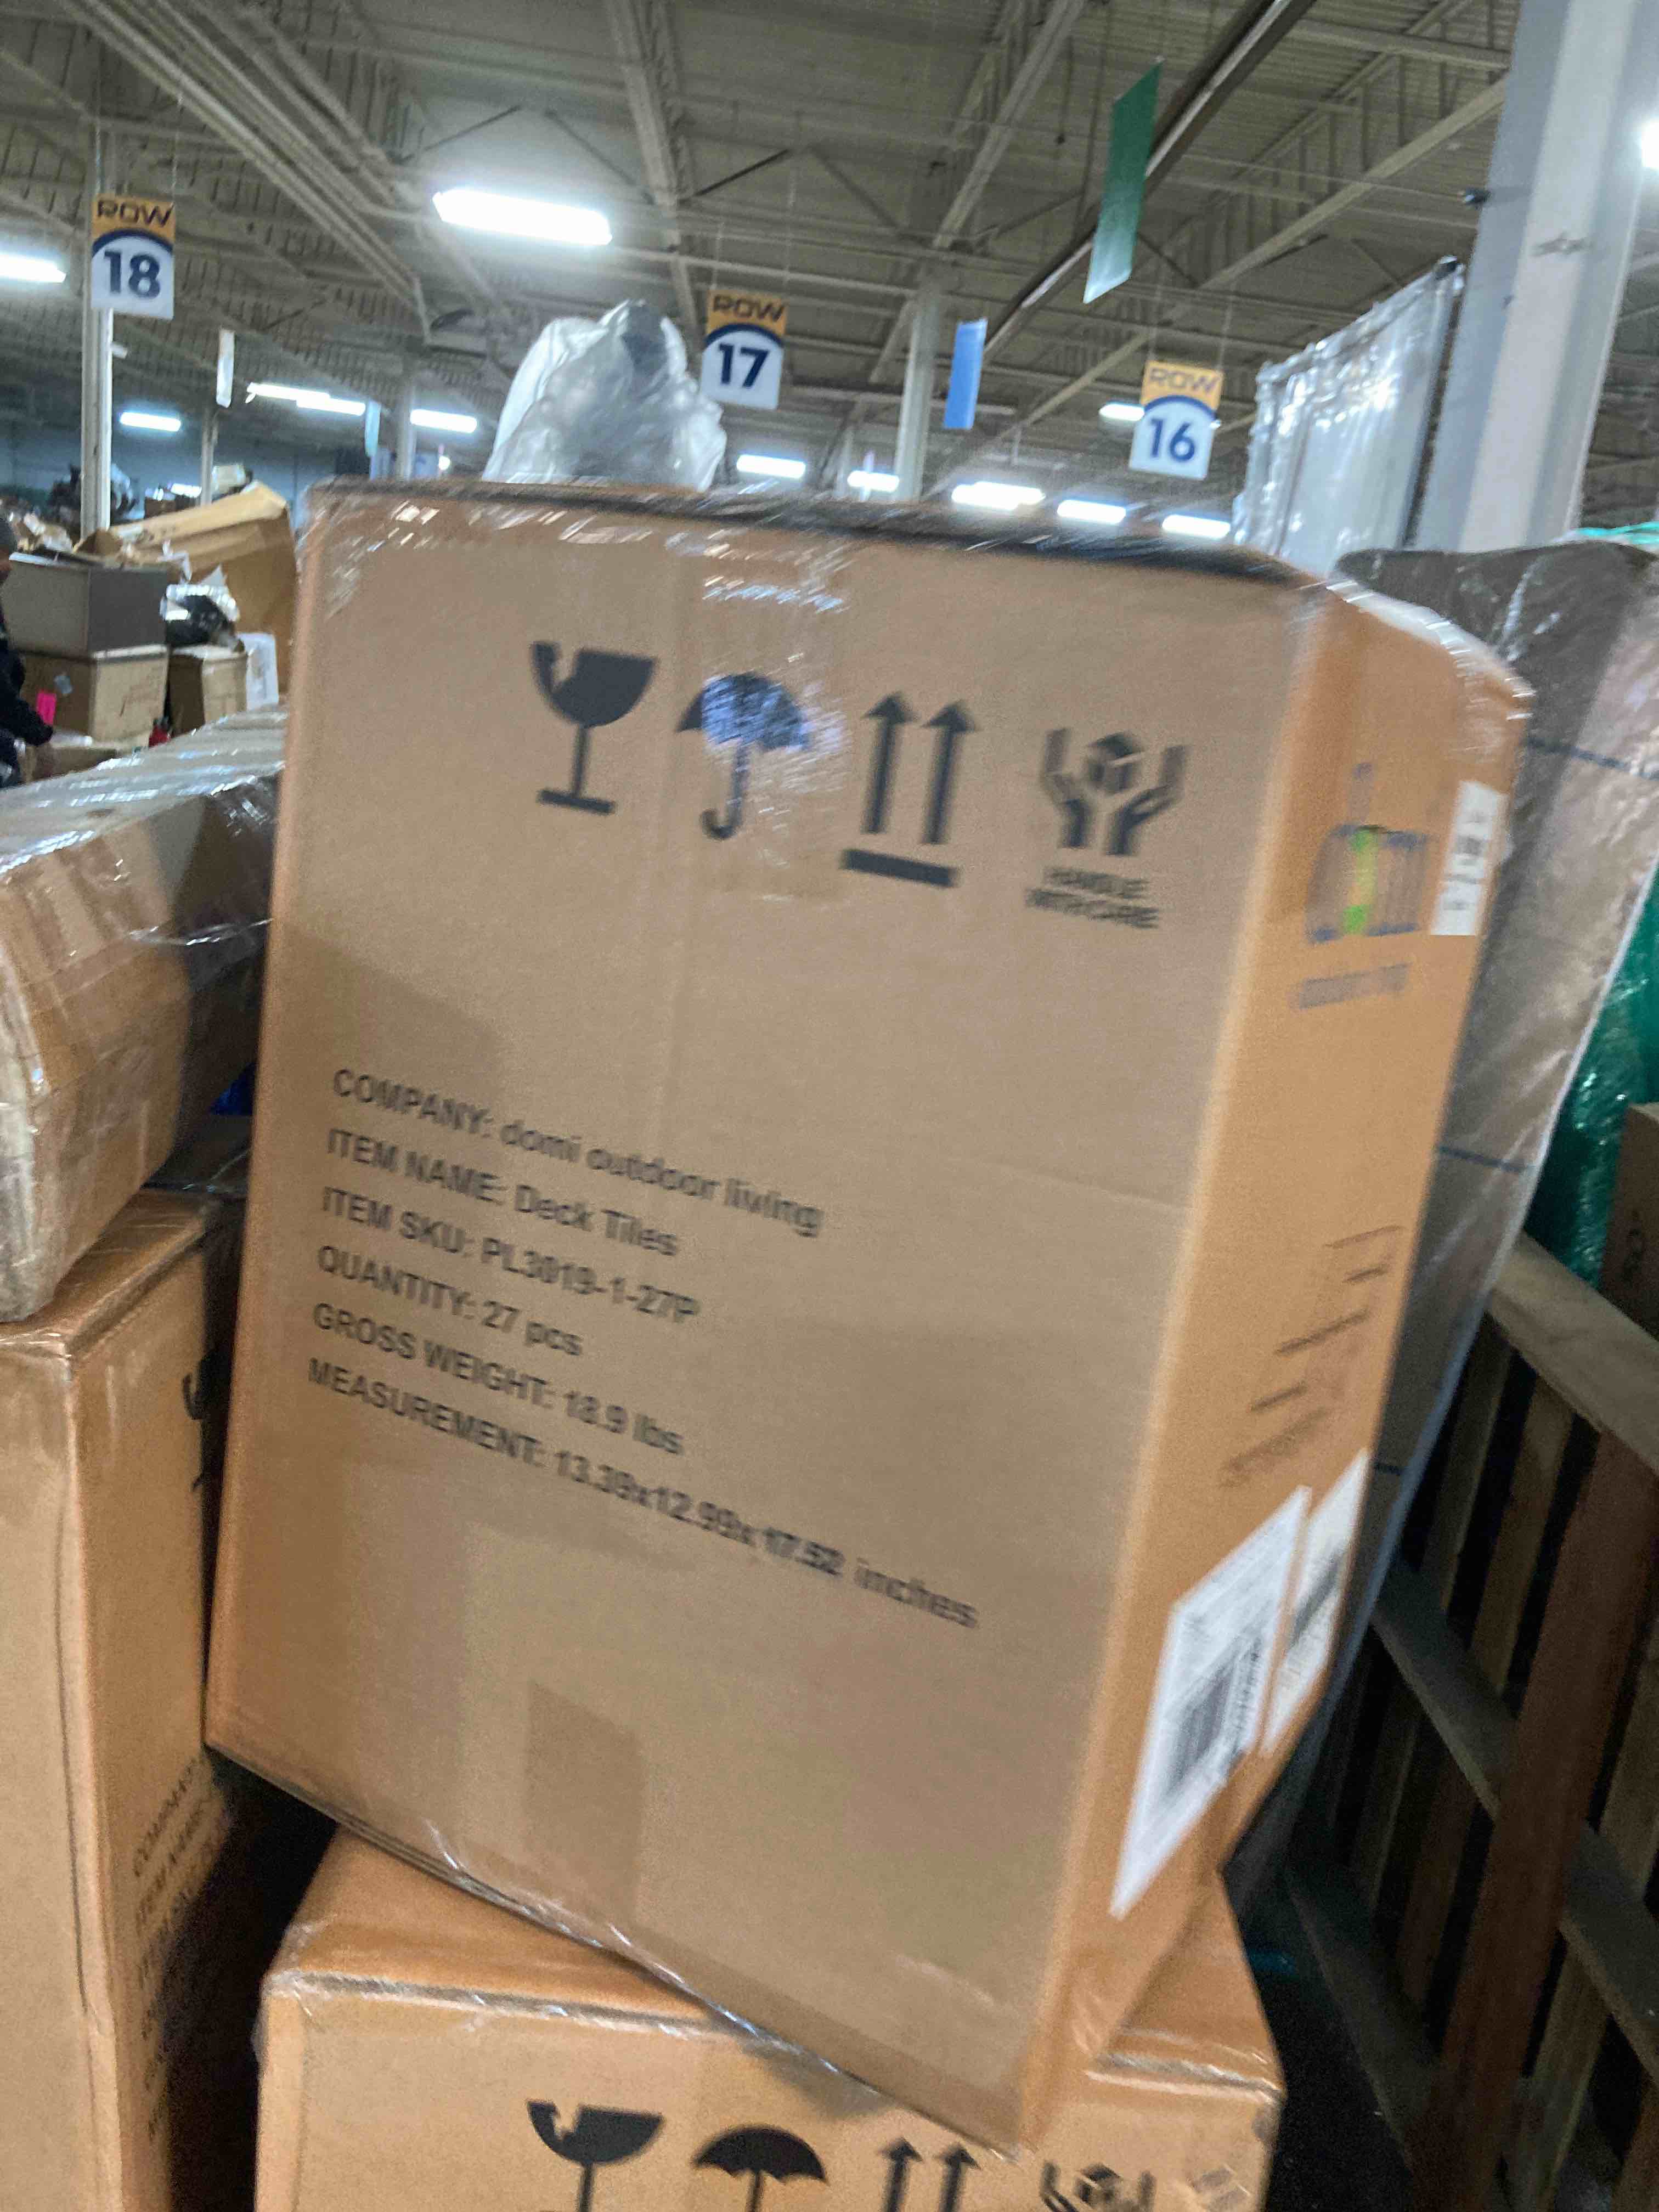 ROW
18
ROW
17
ROW
16
HANDLE
WITH CARE
COMPANY: domi outdoor living
ITEM NAME: Deck Tiles
ITEM SKU: PL3019-1-27P
QUANTITY: 27 pcs
GROSS WEIGHT: 18.9 lbs
MEASUREMENT: 13.39x12.99x17.52 inches
COMPANY: